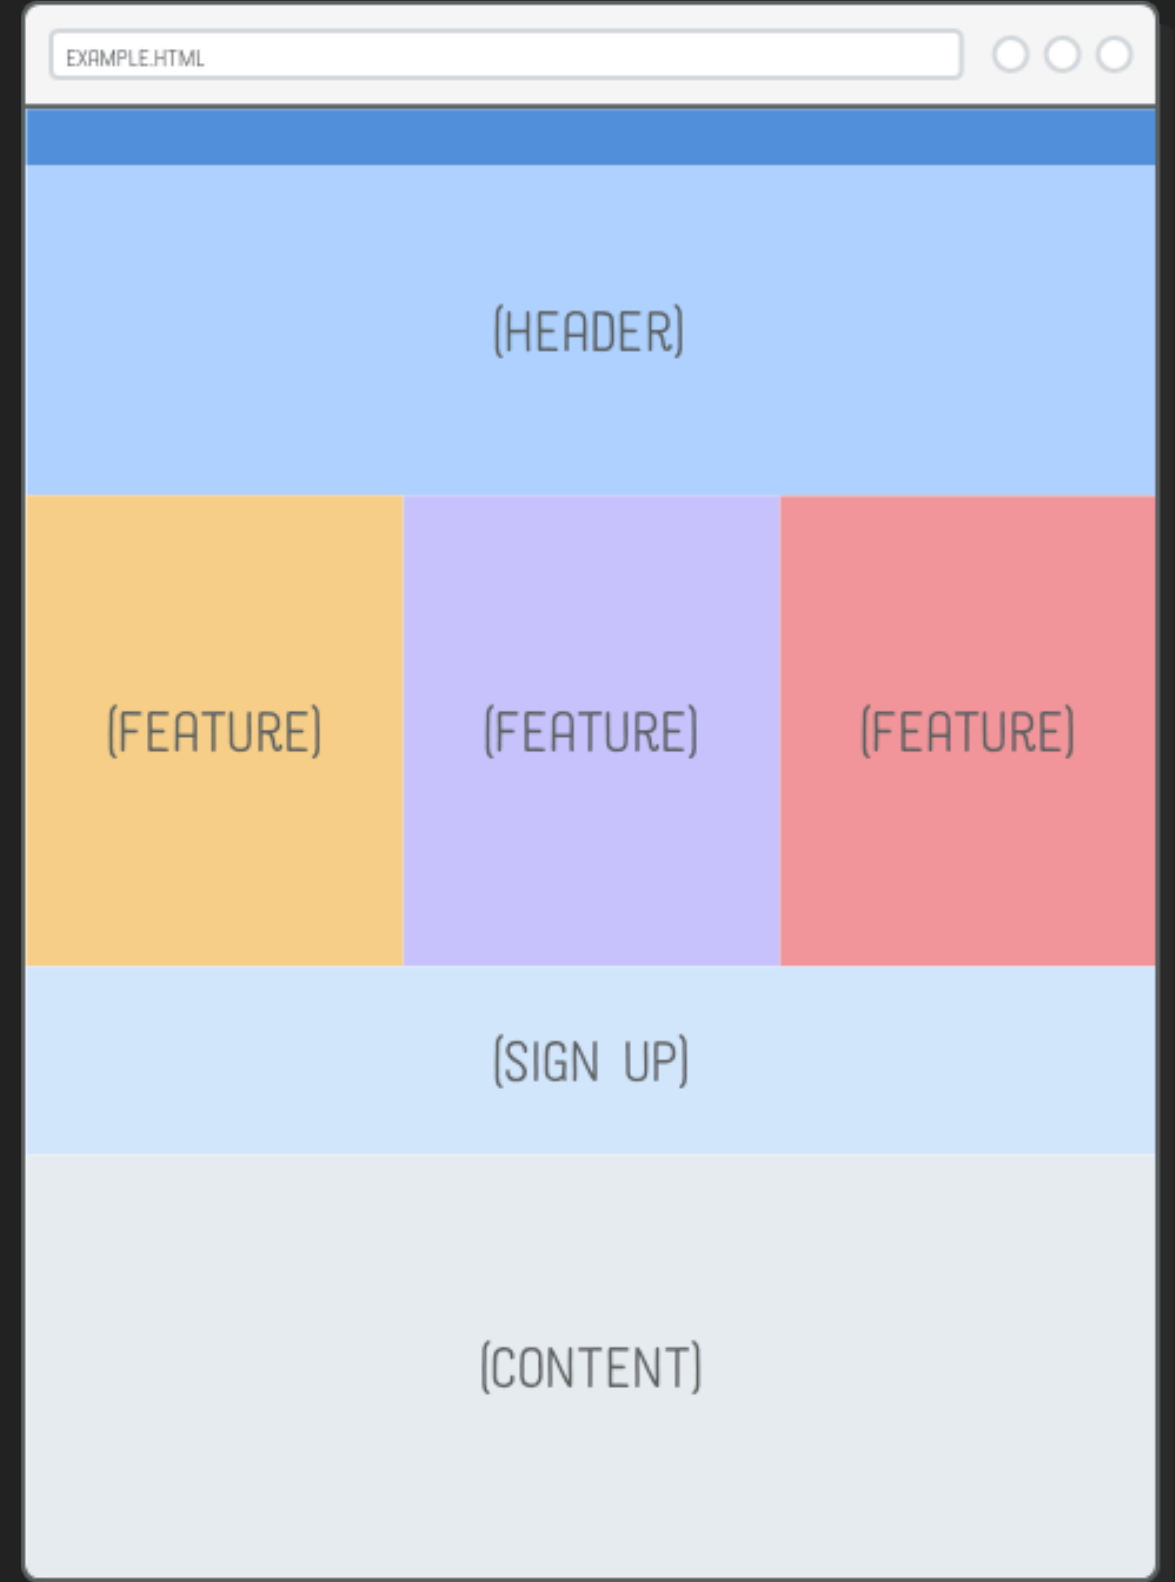 EXAMPLE.HTML
(HEADER)
(FEATURE) (FEATURE) (FEATURE)
(SIGN UP)
(CONTENT)